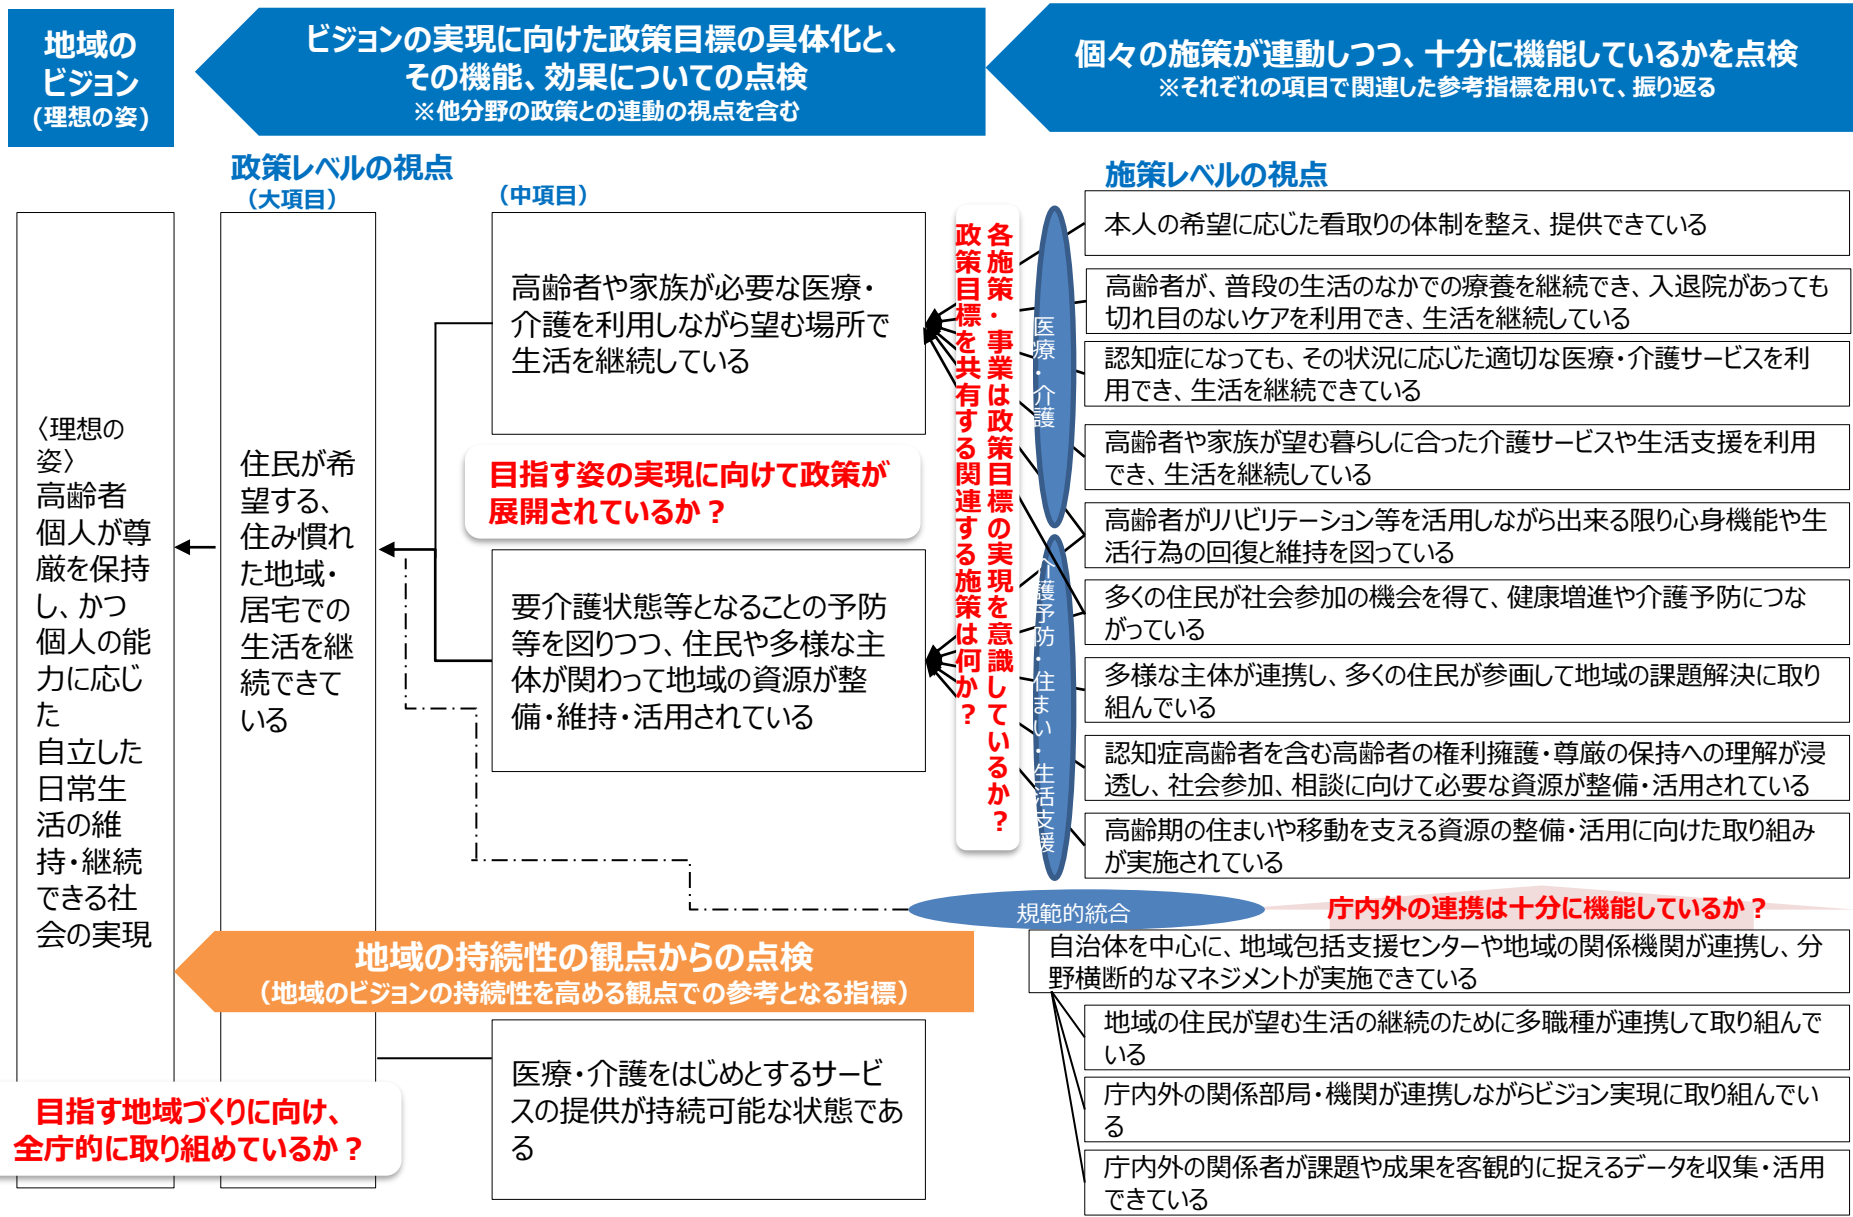 地域の
ビジョン
(理想の姿)
ビジョンの実現に向けた政策目標の具体化と、
その機能、効果についての点検
※他分野の政策との連動の視点を含む
個々の施策が連動しつつ、十分に機能しているかを点検
※それぞれの項目で関連した参考指標を用いて、振り返る
政策レベルの視点
（大項目）
（中項目）
施策レベルの視点
〈理想の
姿〉
高齢者
個人が尊
厳を保持
し、かつ
個人の能
力に応じ
た
自立した
日常生
活の維
持・継続
できる社
会の実現
住民が希
望する、
住み慣れ
た地域・
居宅での
生活を継
続できて
いる
高齢者や家族が必要な医療・
介護を利用しながら望む場所で
生活を継続している
目指す姿の実現に向けて政策が
展開されているか？
要介護状態等となることの予防
等を図りつつ、住民や多様な主
体が関わって地域の資源が整
備・維持・活用されている
各施策・事業は政策目標の実現を意識しているか？
政策目標を共有する関連する施策は何か？
医療・介護
介護予防・住まい・生活支援
本人の希望に応じた看取りの体制を整え、提供できている
高齢者が、普段の生活のなかでの療養を継続でき、入退院があっても
切れ目のないケアを利用でき、生活を継続している
認知症になっても、その状況に応じた適切な医療・介護サービスを利
用でき、生活を継続できている
高齢者や家族が望む暮らしに合った介護サービスや生活支援を利用
でき、生活を継続している
高齢者がリハビリテーション等を活用しながら出来る限り心身機能や生
活行為の回復と維持を図っている
多くの住民が社会参加の機会を得て、健康増進や介護予防につな
がっている
多様な主体が連携し、多くの住民が参画して地域の課題解決に取り
組んでいる
認知症高齢者を含む高齢者の権利擁護・尊厳の保持への理解が浸
透し、社会参加、相談に向けて必要な資源が整備・活用されている
高齢期の住まいや移動を支える資源の整備・活用に向けた取り組み
が実施されている
規範的統合
庁内外の連携は十分に機能しているか？
自治体を中心に、地域包括支援センターや地域の関係機関が連携し、分
野横断的なマネジメントが実施できている
地域の住民が望む生活の継続のために多職種が連携して取り組んで
いる
庁内外の関係部局・機関が連携しながらビジョン実現に取り組んでい
る
庁内外の関係者が課題や成果を客観的に捉えるデータを収集・活用
できている
地域の持続性の観点からの点検
（地域のビジョンの持続性を高める観点での参考となる指標）
医療・介護をはじめとするサービ
スの提供が持続可能な状態であ
る
目指す地域づくりに向け、
全庁的に取り組めているか？